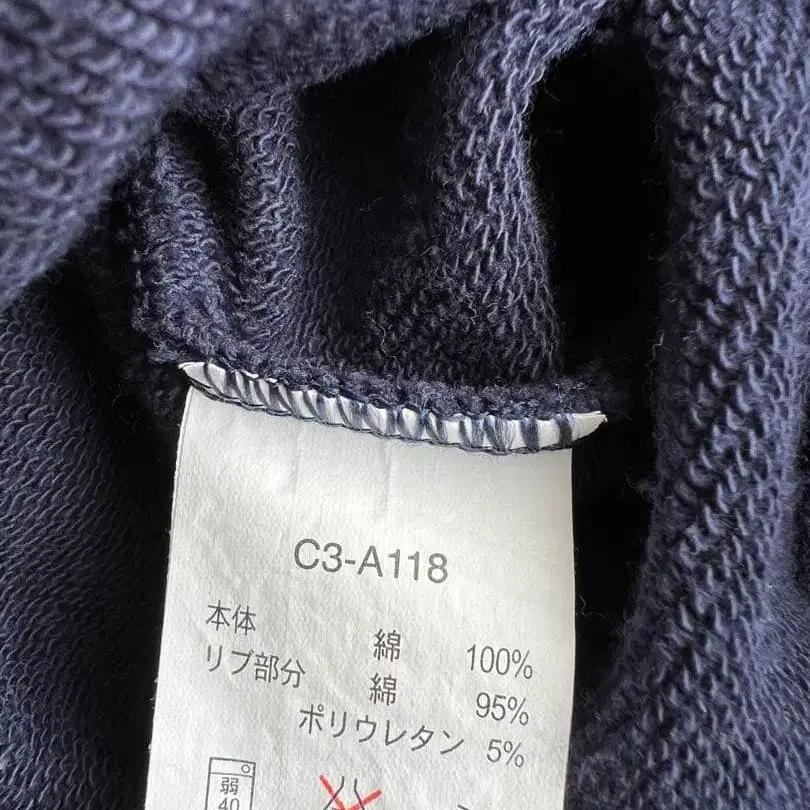 C3-A118
本体 綿 100%
リブ部分 綿 95%
ポリウレタン 5%
弱
40